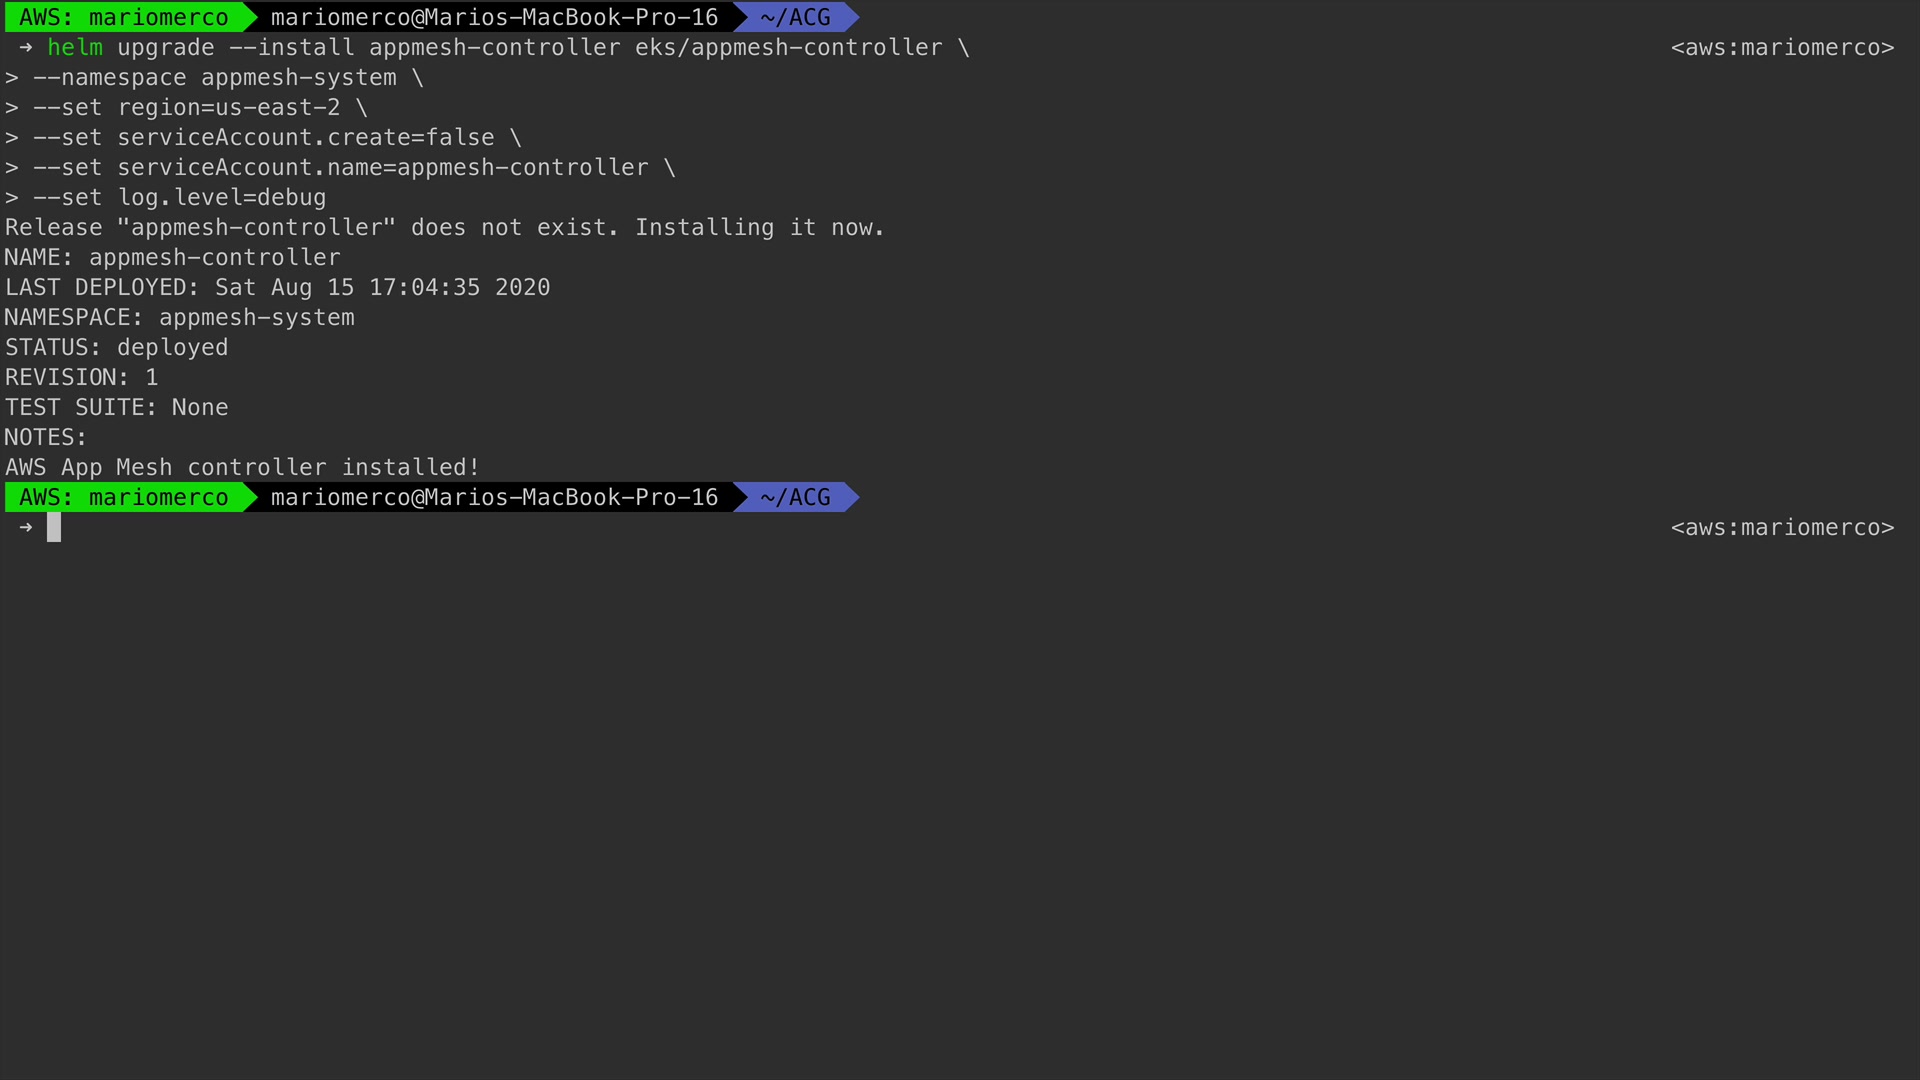 AWS: mariomerco mariomerco@Marios-MacBook-Pro-16 ~/ACG
➜ helm upgrade --install appmesh-controller eks/appmesh-controller \ <aws:mariomerco>
> --namespace appmesh-system \
> --set region=us-east-2 \
> --set serviceAccount.create=false \
> --set serviceAccount.name=appmesh-controller \
> --set log.level=debug
Release "appmesh-controller" does not exist. Installing it now.
NAME: appmesh-controller
LAST DEPLOYED: Sat Aug 15 17:04:35 2020
NAMESPACE: appmesh-system
STATUS: deployed
REVISION: 1
TEST SUITE: None
NOTES:
AWS App Mesh controller installed!
AWS: mariomerco mariomerco@Marios-MacBook-Pro-16 ~/ACG
➜ <aws:mariomerco>